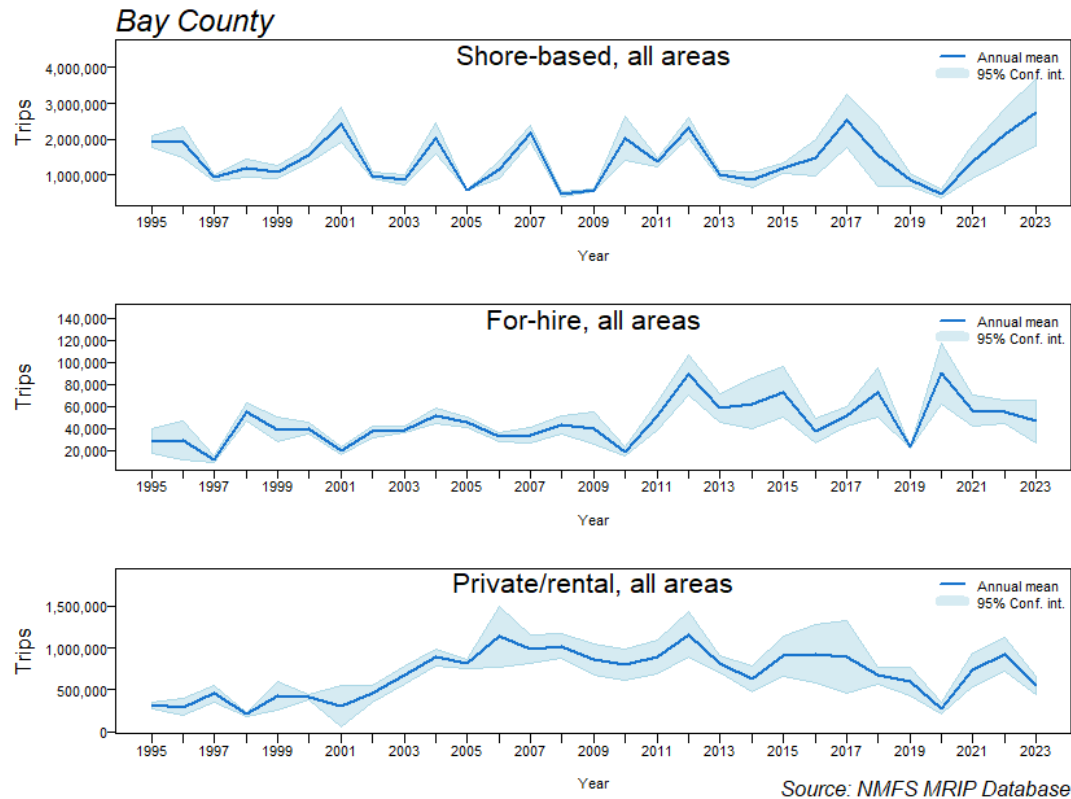 Bay County
Shore-based, all areas
Annual mean
95% Conf. int.
Trips
4,000,000
3,000,000
2,000,000
1,000,000
1995 1997 1999 2001 2003 2005 2007 2009 2011 2013 2015 2017 2019 2021 2023
Year
For-hire, all areas
Annual mean
95% Conf. int.
Trips
140,000
120,000
100,000
80,000
60,000
40,000
20,000
1995 1997 1999 2001 2003 2005 2007 2009 2011 2013 2015 2017 2019 2021 2023
Year
Private/rental, all areas
Annual mean
95% Conf. int.
Trips
1,500,000
1,000,000
500,000
0
1995 1997 1999 2001 2003 2005 2007 2009 2011 2013 2015 2017 2019 2021 2023
Year
Source: NMFS MRIP Database